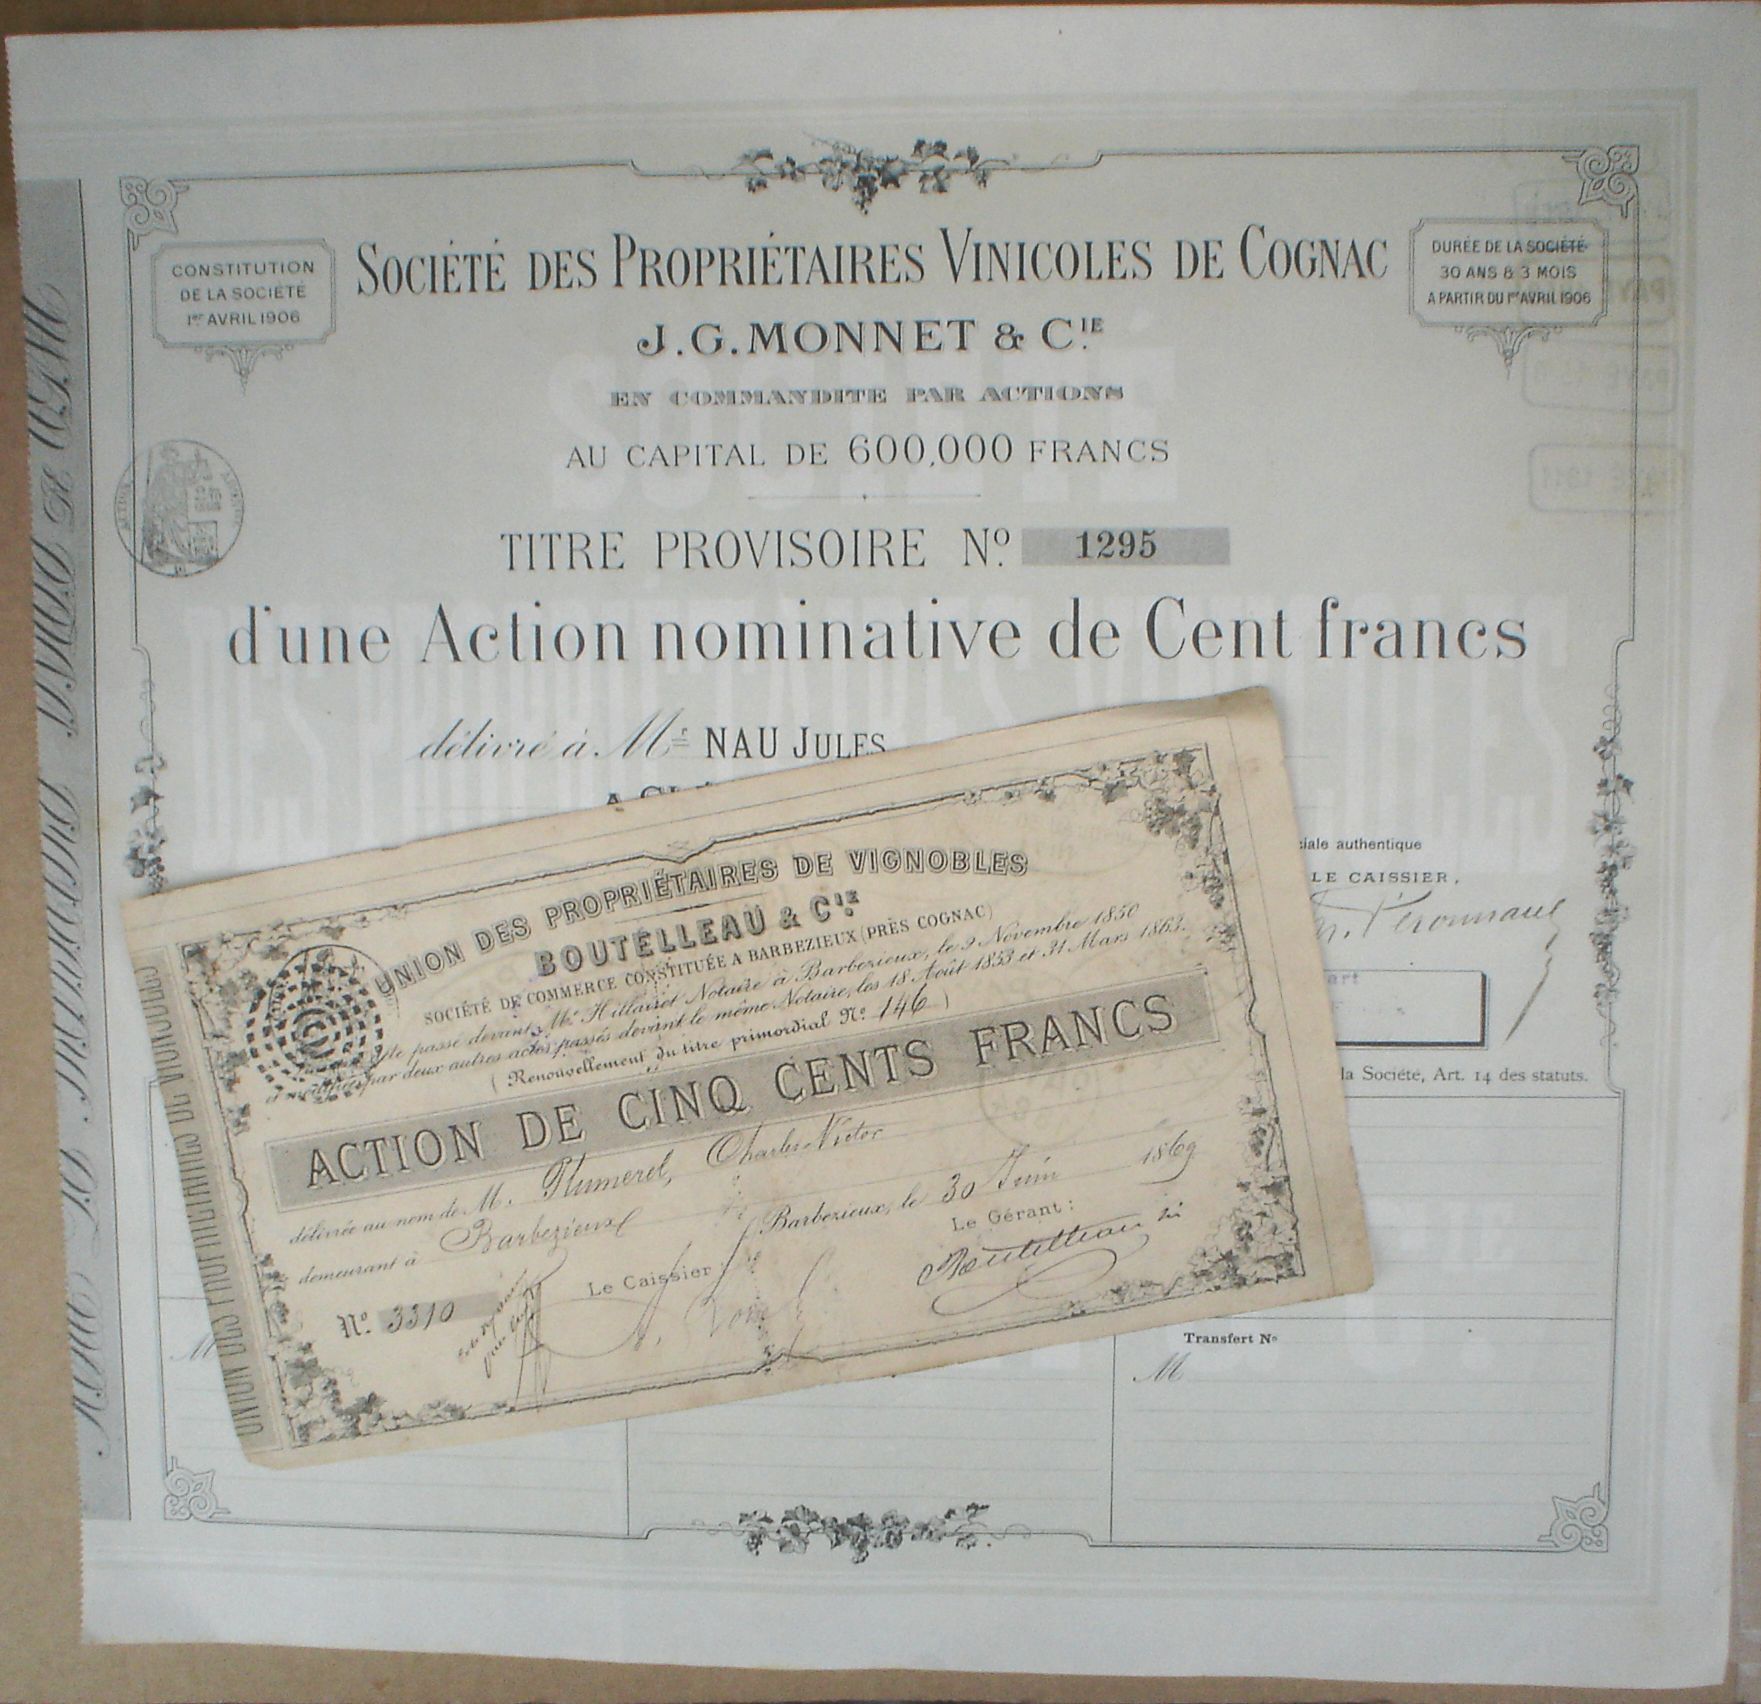 CONSTITUTION
DE LA SOCIÉTÉ
1er AVRIL 1906
SOCIÉTÉ DES PROPRIÉTAIRES VINICOLES DE COGNAC
DURÉE DE LA SOCIÉTÉ
30 ANS & 3 MOIS
A PARTIR DU 1er AVRIL 1906
J.G. MONNET & CIE
EN COMMANDITE PAR ACTIONS
AU CAPITAL DE 600,000 FRANCS
TITRE PROVISOIRE No. 1295
d'une Action nominative de Cent francs
délivré à Mr NAU JULES
iale authentique
LE CAISSIER,
la Société, Art. 14 des statuts.
Transfert No
M
M
UNION DES PROPRIÉTAIRES DE VIGNOBLES
BOUTELLEAU & CIE
SOCIÉTÉ DE COMMERCE CONSTITUÉE A BARBEZIEUX (PRÈS COGNAC)
passé devant Me Hillairet Notaire à Barbezieux, le 9 Novembre 1850
par deux autres actes passés devant le même Notaire, les 18 Août 1853 et 31 Mars 1863.
(Renouvellement du titre primordial No. 146)
ACTION DE CINQ CENTS FRANCS
délivrée au nom de M. Plumerel, Charles Victor
demeurant à Barbezieux
Barbezieux, le 30 Juin 1869
Le Caissier
Le Gérant:
Boutelleau
No. 3310
UNION DES PROPRIÉTAIRES DE VIGNOBLES